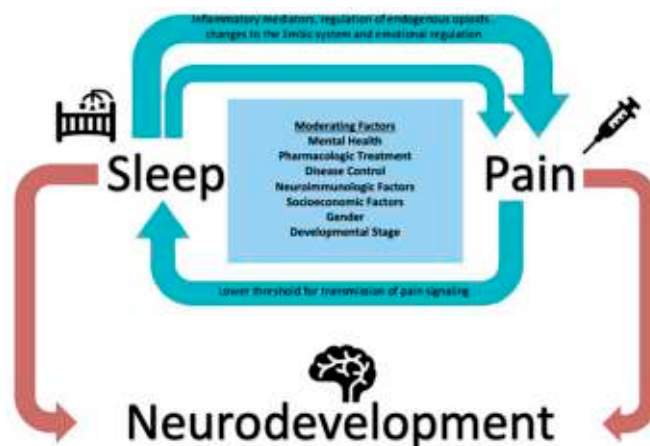 Inflammatory mediators, regulation of endogenous opioids,
changes to the limbic system and emotional regulation
Moderating Factors
Mental Health
Pharmacologic Treatment
Disease Control
Neuroimmunologic Factors
Socioeconomic Factors
Gender
Developmental Stage
Sleep
Pain
Lower threshold for transmission of pain signaling
Neurodevelopment